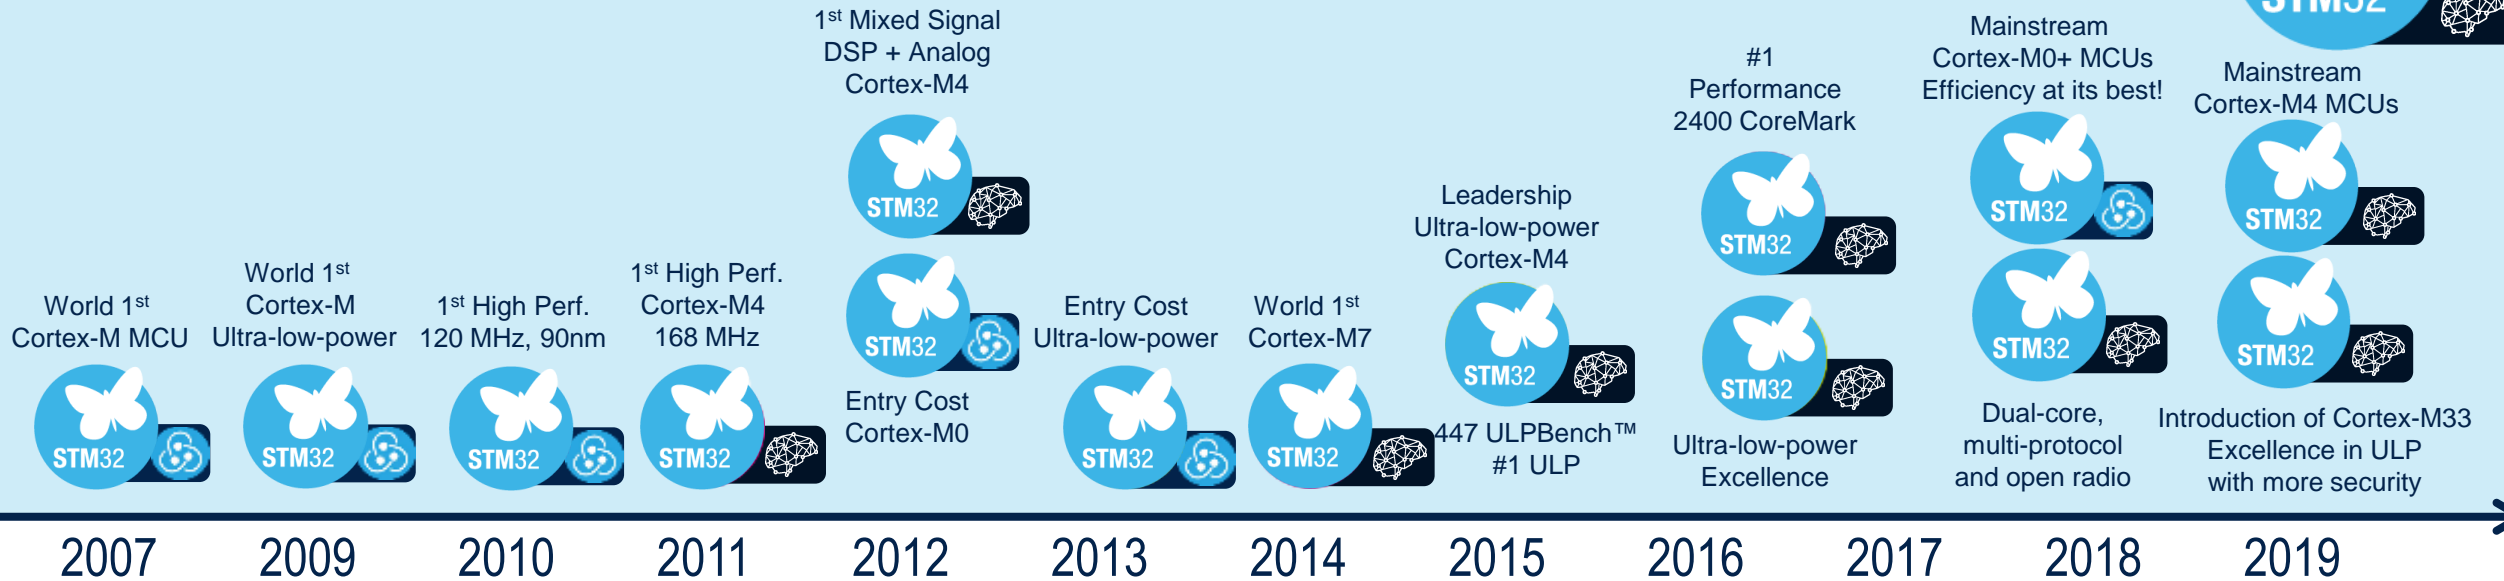 World 1st
Cortex-M MCU
STM32
World 1st
Cortex-M
Ultra-low-power
STM32
1st High Perf.
120 MHz, 90nm
STM32
1st High Perf.
Cortex-M4
168 MHz
STM32
1st Mixed Signal
DSP + Analog
Cortex-M4
STM32
STM32
Entry Cost
Cortex-M0
Entry Cost
Ultra-low-power
STM32
World 1st
Cortex-M7
STM32
Leadership
Ultra-low-power
Cortex-M4
STM32
447 ULPBench™
#1 ULP
#1
Performance
2400 CoreMark
STM32
STM32
Ultra-low-power
Excellence
Mainstream
Cortex-M0+ MCUs
Efficiency at its best!
STM32
STM32
Dual-core,
multi-protocol
and open radio
STM32
Mainstream
Cortex-M4 MCUs
STM32
STM32
Introduction of Cortex-M33
Excellence in ULP
with more security
2007 2009 2010 2011 2012 2013 2014 2015 2016 2017 2018 2019